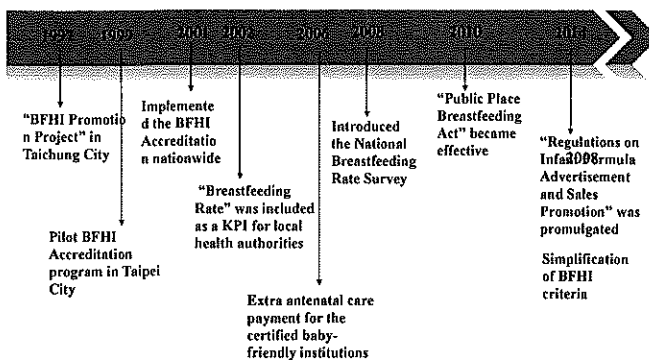 1999 2001 2006 2008 2010
"BFHI Promotio
n Project" in
Taichung City
Pilot BFHI
Accreditation
program in Taipei
City
Implemente
d the BFHI
Accreditatio
n nationwide
"Breastfeeding
Rate" was included
as a KPI for local
health authorities
Extra antenatal care
payment for the
certified baby-
friendly institutions
Introduced
the National
Breastfeeding
Rate Survey
"Public Place
Breastfeeding
Act" became
effective
"Regulations on
2008
Advertisement
and Sales
Promotion" was
promulgated
Simplification
of BFHI
criteria